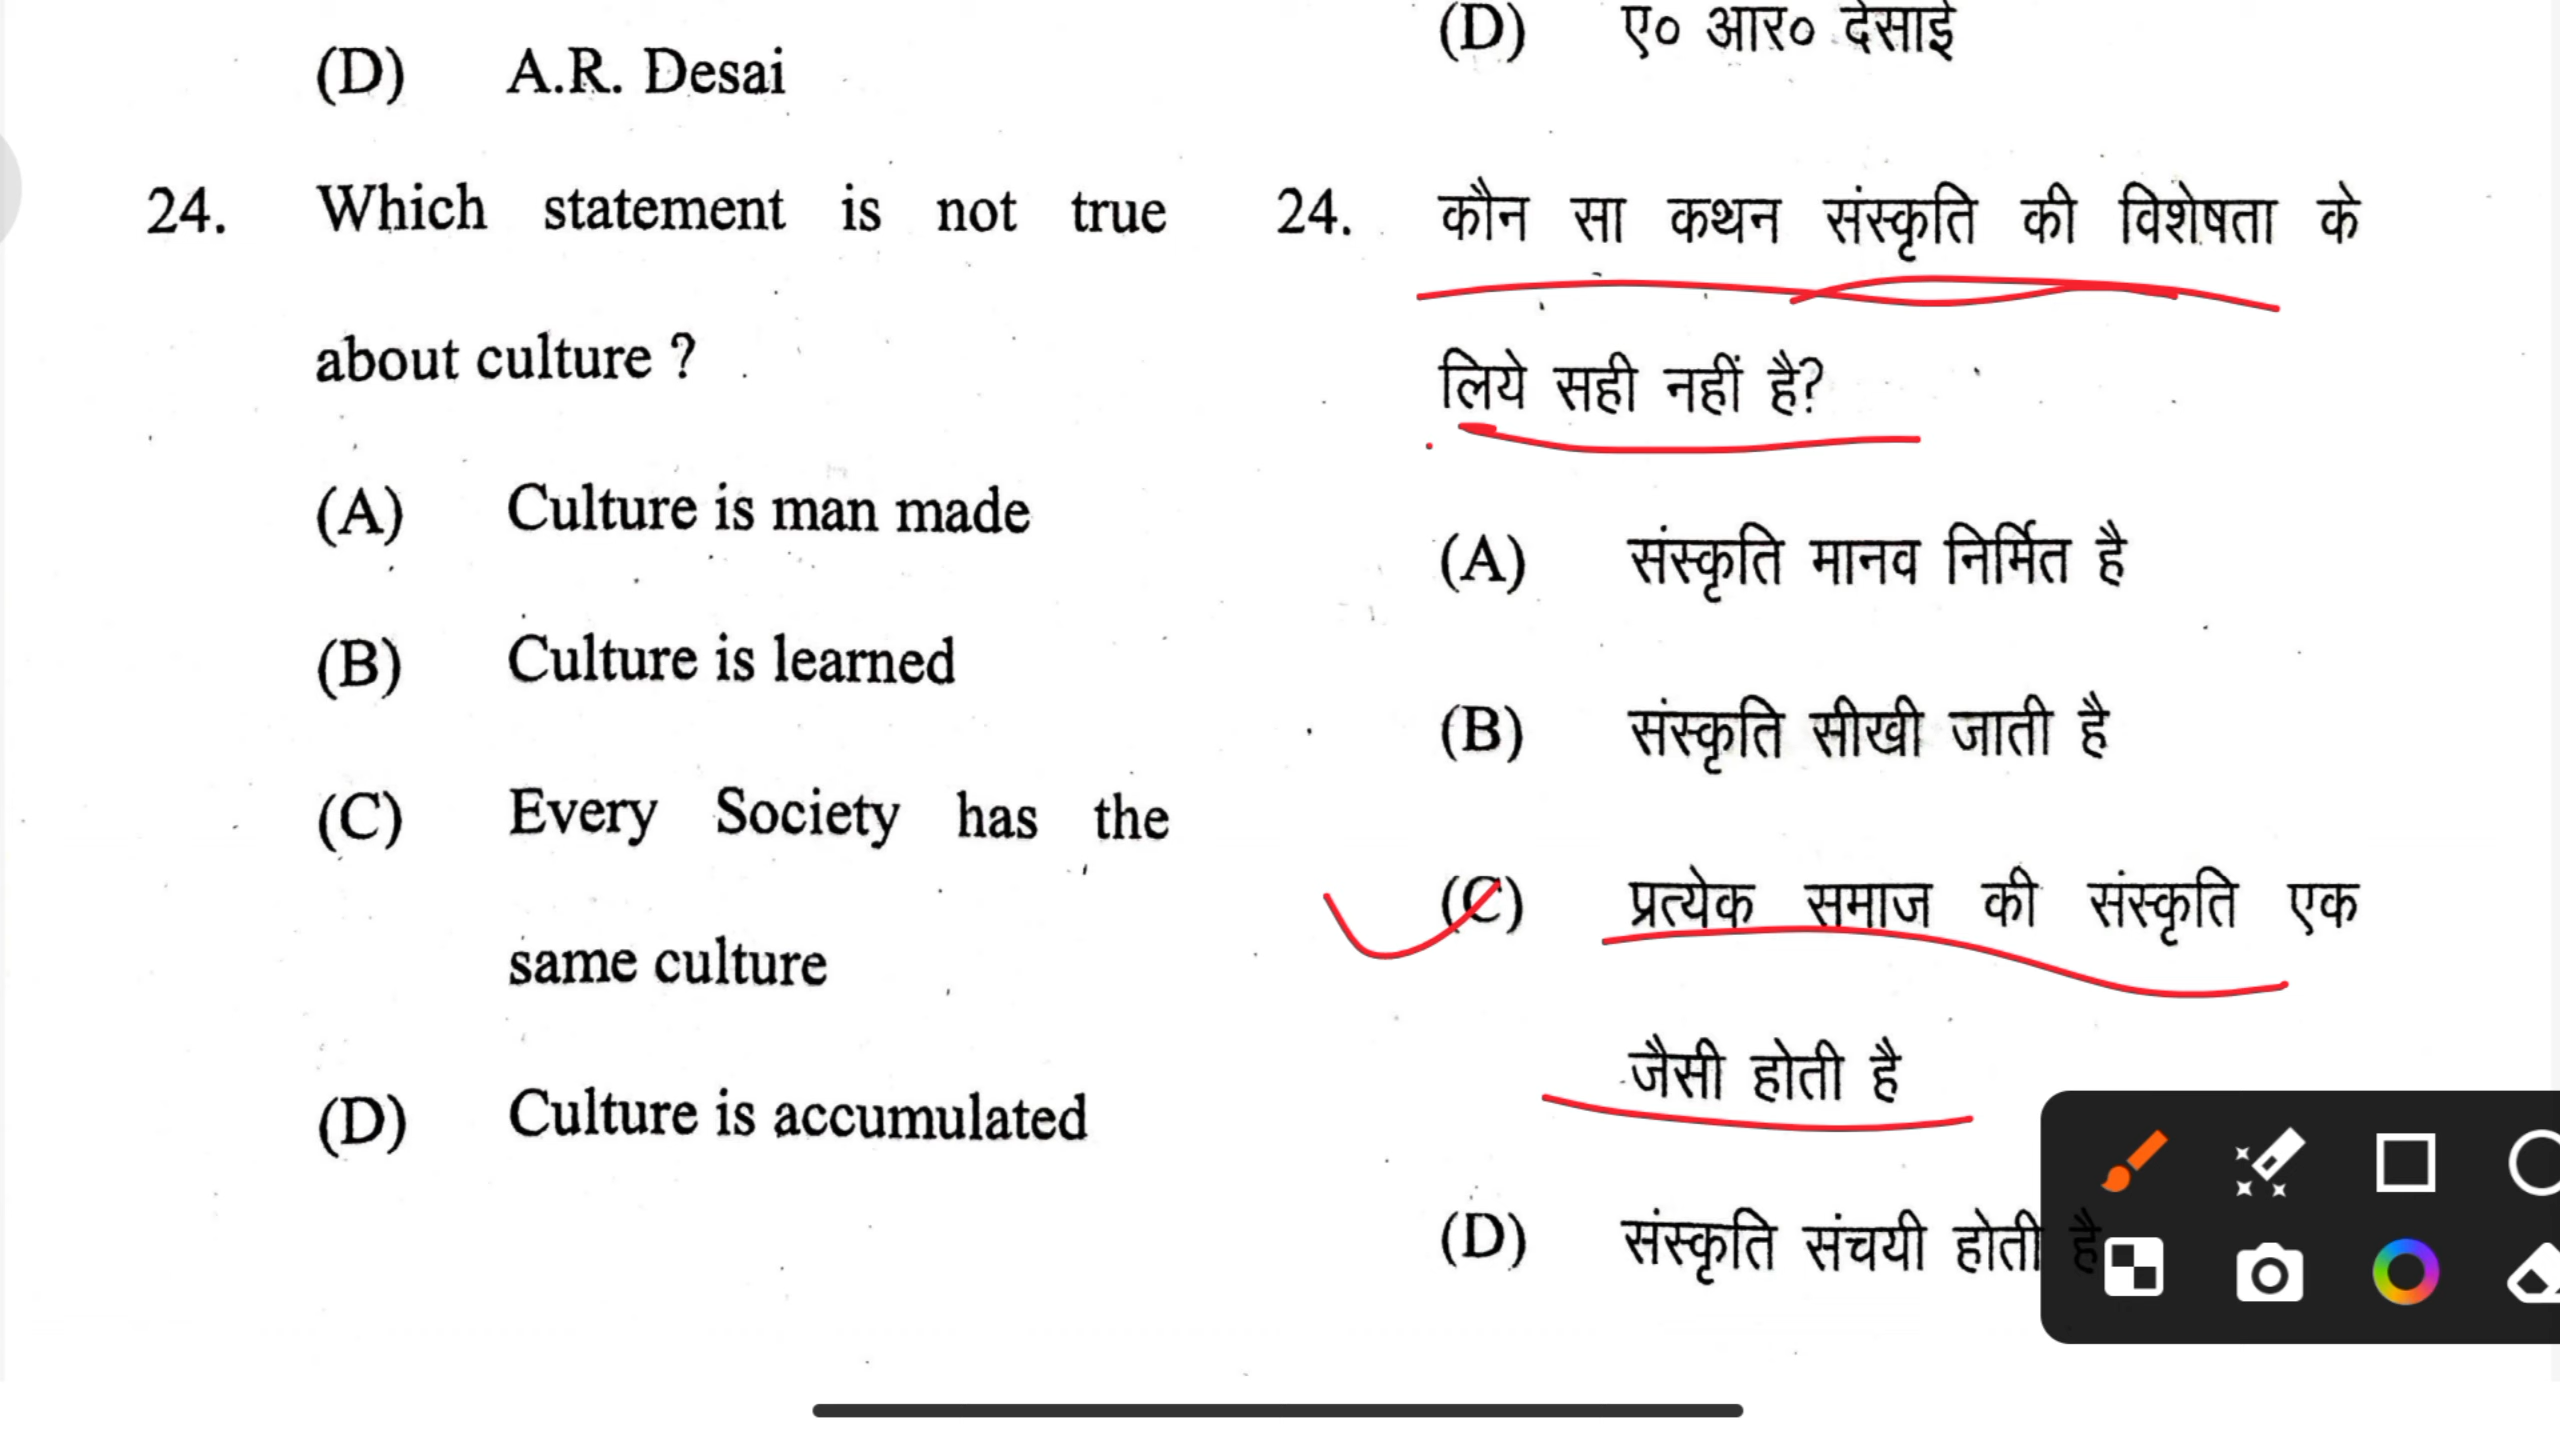 (D) A.R. Desai
24. Which statement is not true
about culture ?
(A) Culture is man made
(B) Culture is learned
(C) Every Society has the
same culture
(D) Culture is accumulated
(D) ए० आर० देसाई
24. कौन सा कथन संस्कृति की विशेषता के
लिये सही नहीं है?
(A) संस्कृति मानव निर्मित है
(B) संस्कृति सीखी जाती है
(C) प्रत्येक समाज की संस्कृति एक
जैसी होती है
(D) संस्कृति संचयी होती है